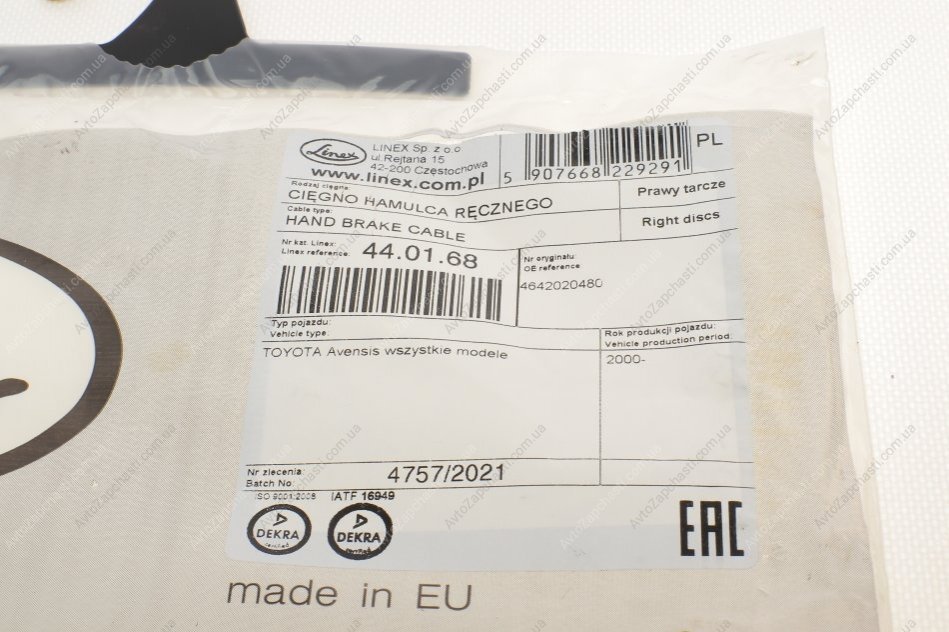 Linex
LINEX Sp. z o.o
ul.Rejtana 15
42-200 Częstochowa
www.linex.com.pl
5 907668 229291
PL
Rodzaj cięgna:
CIĘGNO HAMULCA RĘCZNEGO
Prawy tarcze
Cable type:
HAND BRAKE CABLE
Right discs
Nr kat. Linex:
Linex reference:
44.01.68
Nr oryginału:
OE reference
4642020480
Typ pojazdu:
Vehicle type:
Rok produkcji pojazdu:
Vehicle production period:
TOYOTA Avensis wszystkie modele
2000-
Nr zlecenia:
Batch No:
4757/2021
ISO 9001:2008
IATF 16949
DEKRA
certified
DEKRA
certified
EAC
made in EU
AvtoZapchasti.com.ua